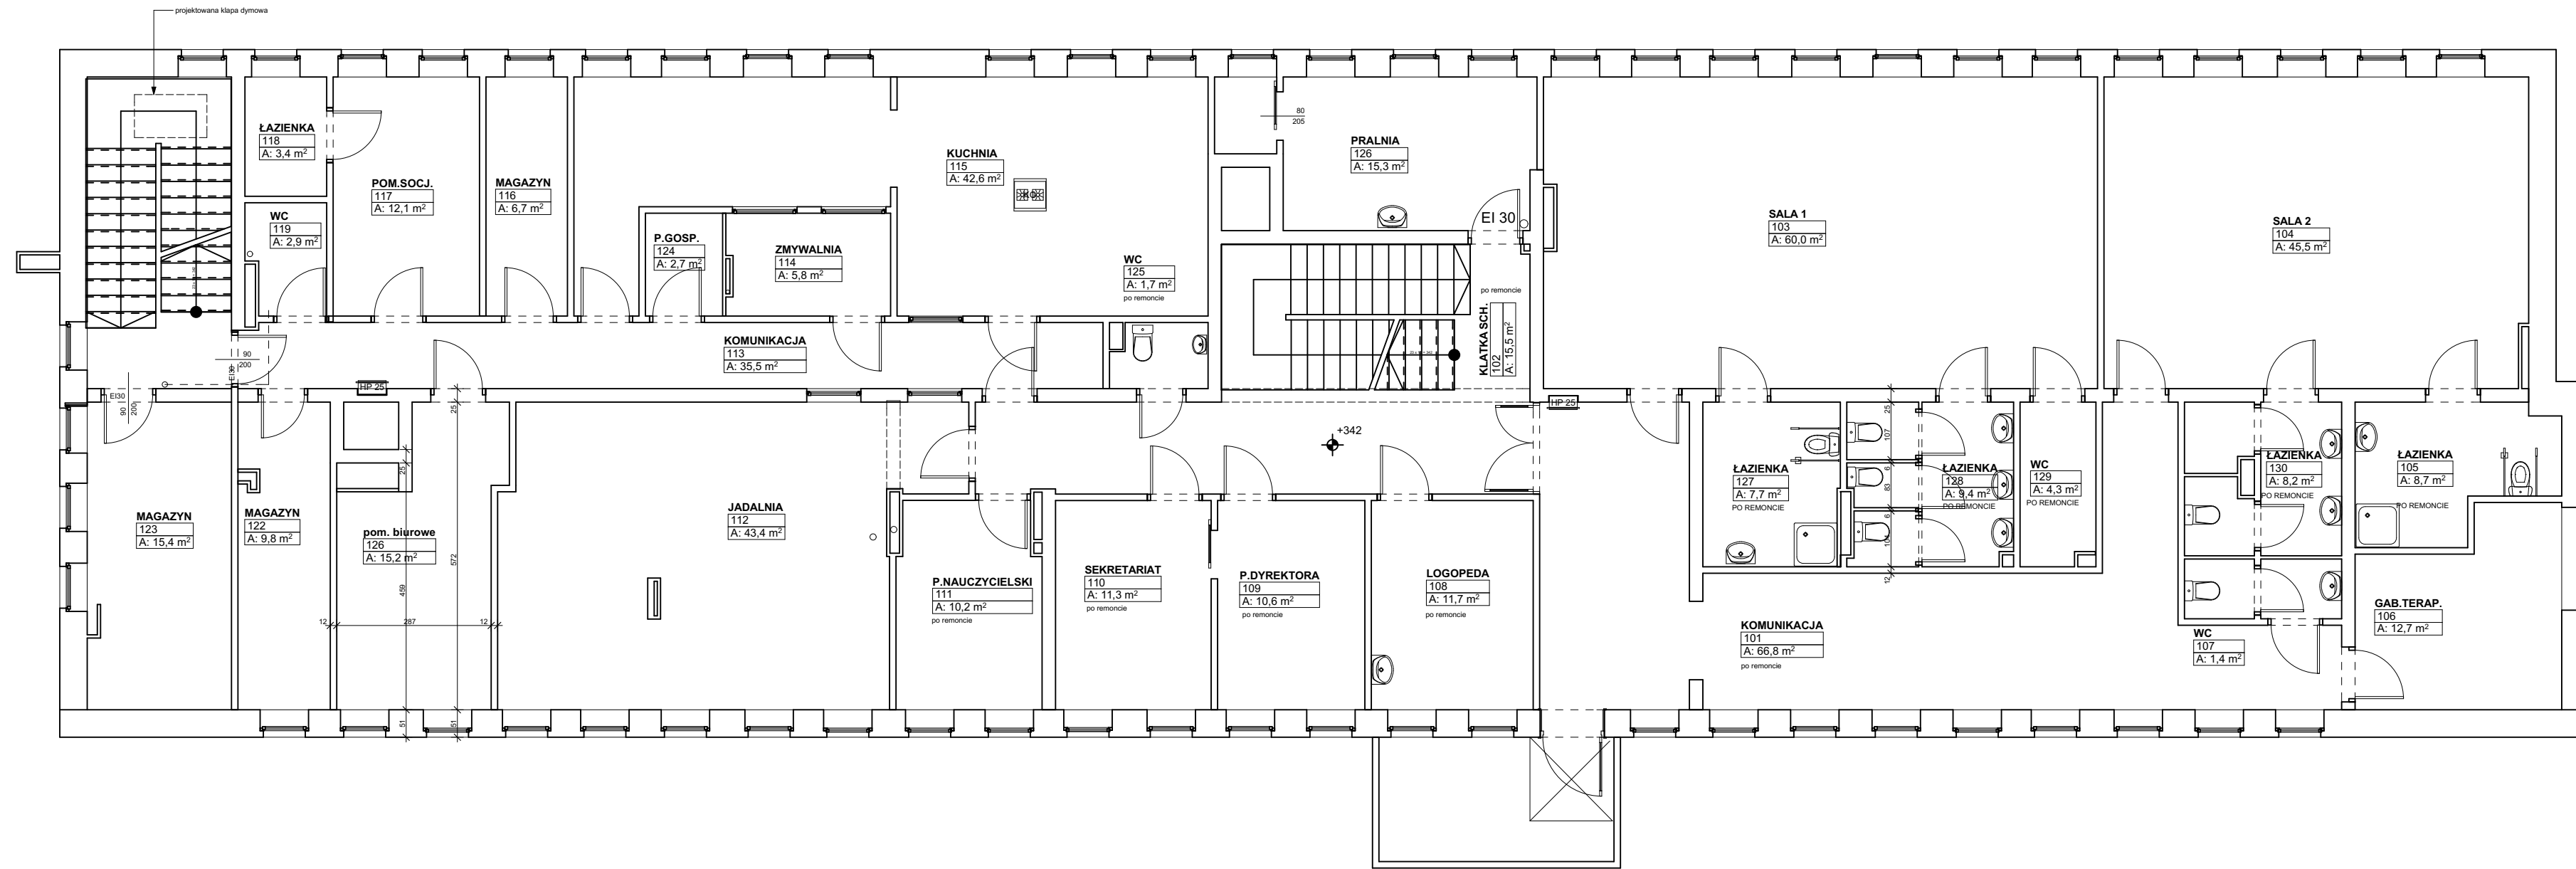 projektowana klapa dymowa
ŁAZIENKA
118
A: 3,4 m²
POM.SOCJ.
117
A: 12,1 m²
MAGAZYN
116
A: 6,7 m²
WC
119
A: 2,9 m²
KUCHNIA
115
A: 42,6 m²
P.GOSP.
124
A: 2,7 m²
ZMYWALNIA
114
A: 5,8 m²
WC
125
A: 1,7 m²
po remoncie
80
205
PRALNIA
126
A: 15,3 m²
EI 30
po remoncie
KLATKA SCH.
102
A: 15,5 m²
SALA 1
103
A: 60,0 m²
SALA 2
104
A: 45,5 m²
KOMUNIKACJA
113
A: 35,5 m²
90
200
EI30
EI30
90
200
HP 25
HP 25
+342
MAGAZYN
123
A: 15,4 m²
MAGAZYN
122
A: 9,8 m²
pom. biurowe
126
A: 15,2 m²
25
25
572
459
12
287
12
51
51
JADALNIA
112
A: 43,4 m²
P.NAUCZYCIELSKI
111
A: 10,2 m²
po remoncie
SEKRETARIAT
110
A: 11,3 m²
po remoncie
P.DYREKTORA
109
A: 10,6 m²
po remoncie
LOGOPEDA
108
A: 11,7 m²
po remoncie
ŁAZIENKA
127
A: 7,7 m²
PO REMONCIE
25
107
6
83
6
12
ŁAZIENKA
128
A: 9,4 m²
PO REMONCIE
WC
129
A: 4,3 m²
PO REMONCIE
ŁAZIENKA
130
A: 8,2 m²
PO REMONCIE
ŁAZIENKA
105
A: 8,7 m²
PO REMONCIE
KOMUNIKACJA
101
A: 66,8 m²
po remoncie
WC
107
A: 1,4 m²
GAB.TERAP.
106
A: 12,7 m²